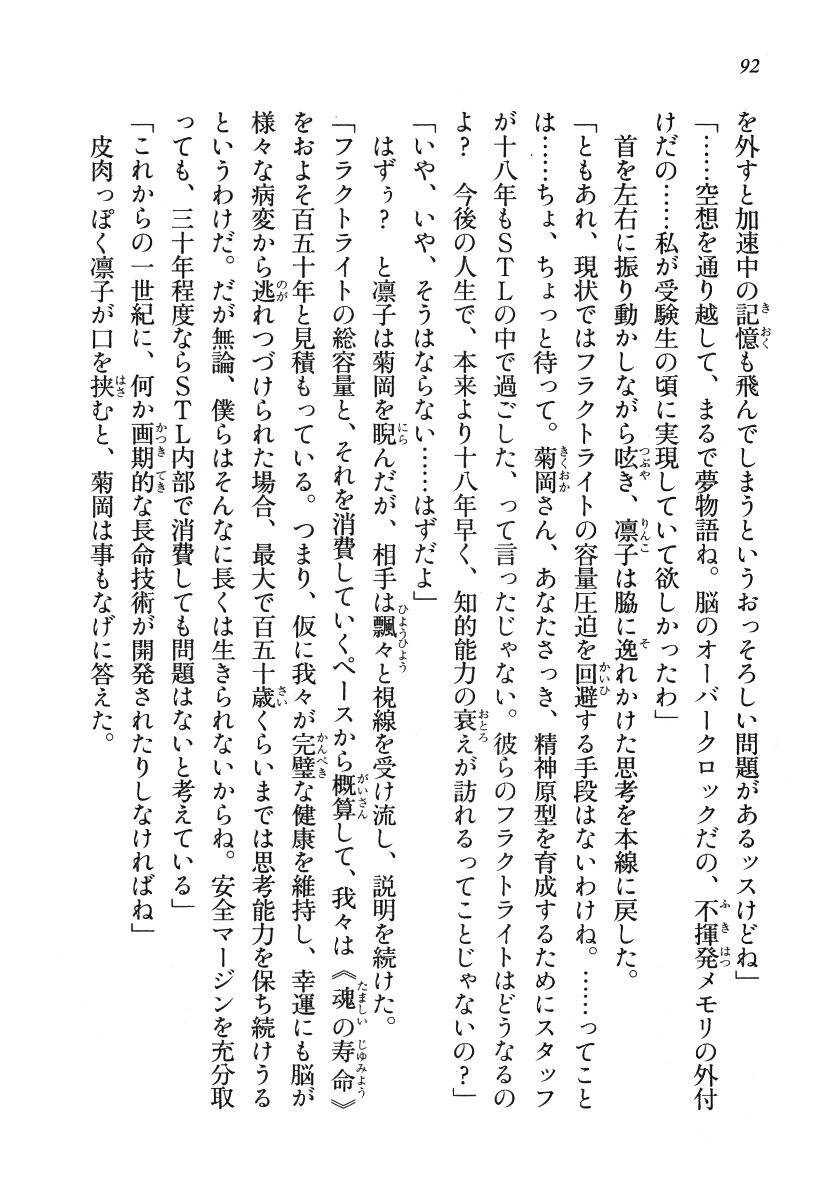 92
を外すと加速中の記憶も飛んでしまうというおっそろしい問題があるッスけどね」
「……空想を通り越して、まるで夢物語ね。脳のオーバークロックだの、不揮発メモリの外付
けだの……私が受験生の頃に実現していて欲しかったわ」
　首を左右に振り動かしながら呟き、凛子は脇に逸れかけた思考を本線に戻した。
「ともあれ、現状ではフラクトライトの容量圧迫を回避する手段はないわけね。……ってこと
は……ちょ、ちょっと待って。菊岡さん、あなたさっき、精神原型を育成するためにスタッフ
が十八年もＳＴＬの中で過ごした、って言ったじゃない。彼らのフラクトライトはどうなるの
よ？　今後の人生で、本来より十八年早く、知的能力の衰えが訪れるってことじゃないの？」
「いや、いや、そうはならない……はずだよ」
　はずぅ？　と凛子は菊岡を睨んだが、相手は飄々と視線を受け流し、説明を続けた。
「フラクトライトの総容量と、それを消費していくペースから概算して、我々は《魂の寿命》
をおよそ百五十年と見積もっている。つまり、仮に我々が完璧な健康を維持し、幸運にも脳が
様々な病変から逃れつづけられた場合、最大で百五十歳くらいまでは思考能力を保ち続けうる
というわけだ。だが無論、僕らはそんなに長くは生きられないからね。安全マージンを充分取
っても、三十年程度ならＳＴＬ内部で消費しても問題はないと考えている」
「これからの一世紀に、何か画期的な長命技術が開発されたりしなければね」
　皮肉っぽく凛子が口を挟むと、菊岡は事もなげに答えた。